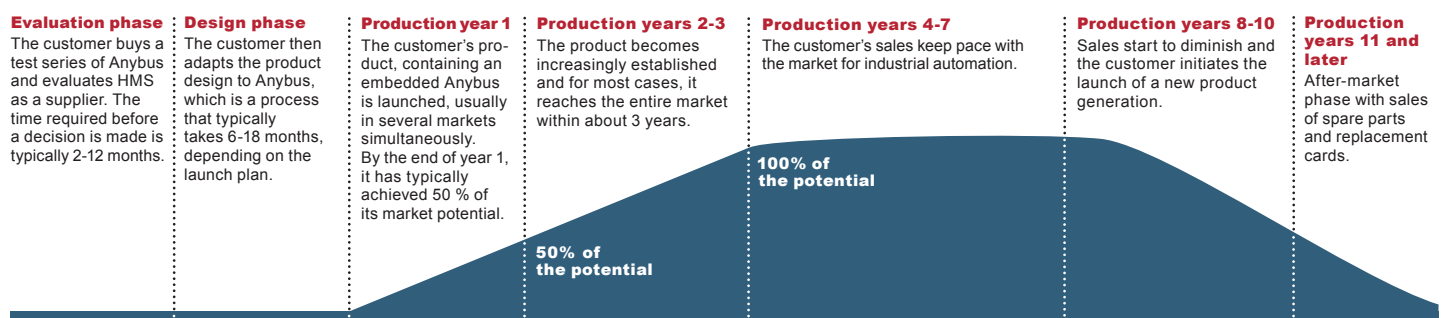 Evaluation phase
The customer buys a
test series of Anybus
and evaluates HMS
as a supplier. The
time required before
a decision is made is
typically 2-12 months.
Design phase
The customer then
adapts the product
design to Anybus,
which is a process
that typically
takes 6-18 months,
depending on the
launch plan.
Production year 1
The customer's pro-
duct, containing an
embedded Anybus
is launched, usually
in several markets
simultaneously.
By the end of year 1,
it has typically
achieved 50 % of
its market potential.
Production years 2-3
The product becomes
increasingly established
and for most cases, it
reaches the entire market
within about 3 years.
50% of
the potential
Production years 4-7
The customer's sales keep pace with
the market for industrial automation.
100% of
the potential
Production years 8-10
Sales start to diminish and
the customer initiates the
launch of a new product
generation.
Production
years 11 and
later
After-market
phase with sales
of spare parts
and replacement
cards.